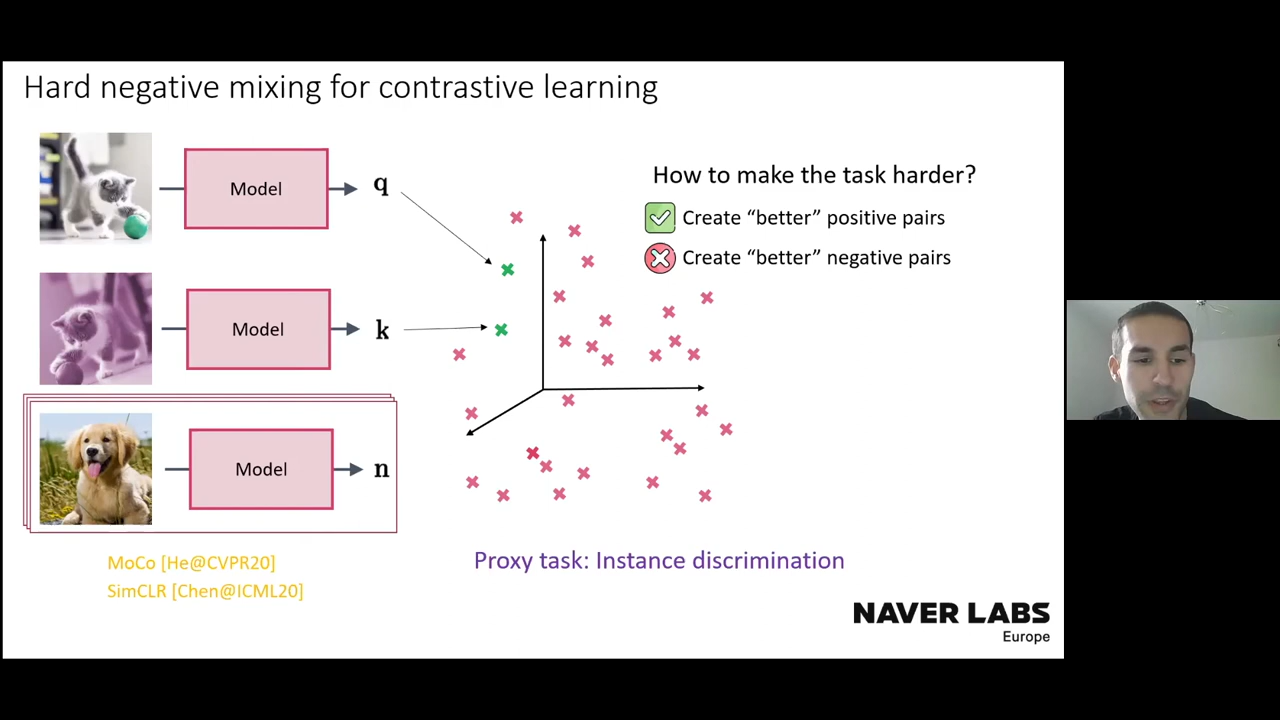 Hard negative mixing for contrastive learning
Model
q
How to make the task harder?
Create “better” positive pairs
Create “better” negative pairs
Model
k
Model
n
MoCo [He@CVPR20]
SimCLR [Chen@ICML20]
Proxy task: Instance discrimination
NAVER LABS
Europe